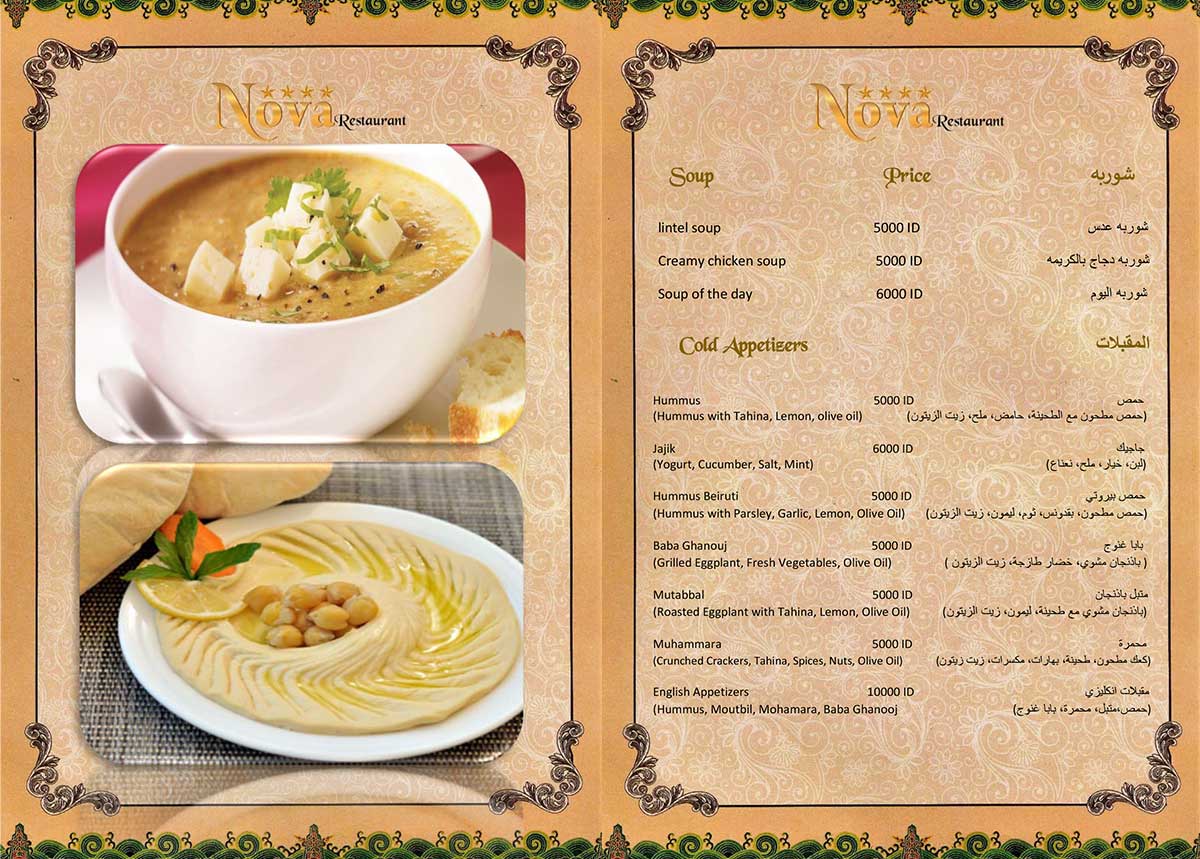 Nova Restaurant
Nova Restaurant
Soup Price شوربه
lintel soup 5000 ID شوربه عدس
Creamy chicken soup 5000 ID شوربه دجاج بالكريمه
Soup of the day 6000 ID شوربه اليوم
Cold Appetizers المقبلات
Hummus 5000 ID حمص
(Hummus with Tahina, Lemon, olive oil) (حمص مطحون مع الطحينة، حامض، ملح، زيت الزيتون)
Jajik 6000 ID جاجيك
(Yogurt, Cucumber, Salt, Mint) (لبن، خيار، ملح، نعناع)
Hummus Beiruti 5000 ID حمص بيروتي
(Hummus with Parsley, Garlic, Lemon, Olive Oil) (حمص مطحون، بقدونس، ثوم، ليمون، زيت الزيتون)
Baba Ghanouj 5000 ID بابا غنوج
(Grilled Eggplant, Fresh Vegetables, Olive Oil) ( باذنجان مشوي، خضار طازجة، زيت الزيتون )
Mutabbal 5000 ID متبل باذنجان
(Roasted Eggplant with Tahina, Lemon, Olive Oil) (باذنجان مشوي مع طحينة، ليمون، زيت الزيتون)
Muhammara 5000 ID محمرة
(Crunched Crackers, Tahina, Spices, Nuts, Olive Oil) (كعك مطحون، طحينة، بهارات، مكسرات، زيت زيتون)
English Appetizers 10000 ID مقبلات انكليزي
(Hummus, Moutbil, Mohamara, Baba Ghanooj (حمص،متبل، محمرة، بابا غنوج)